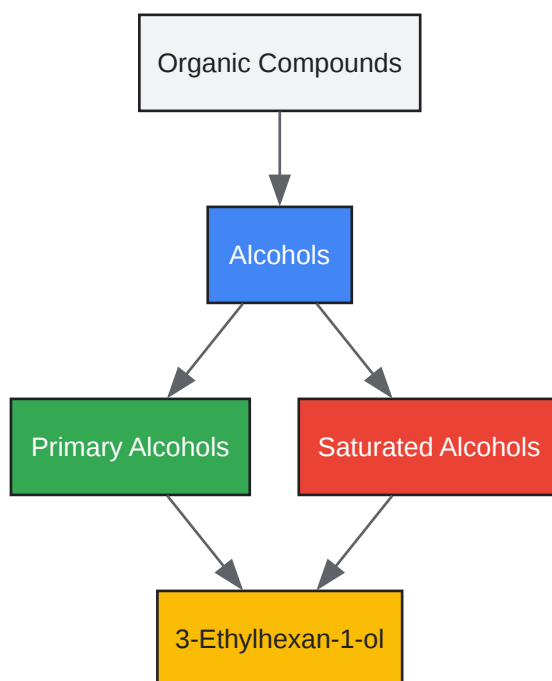 Organic Compounds
Alcohols
Primary Alcohols
Saturated Alcohols
3-Ethylhexan-1-ol